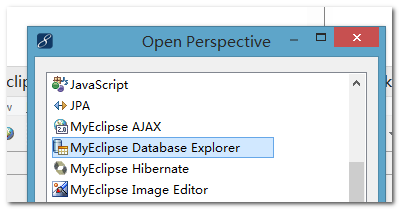 Open Perspective
JavaScript
JPA
MyEclipse AJAX
MyEclipse Database Explorer
MyEclipse Hibernate
MyEclipse Image Editor